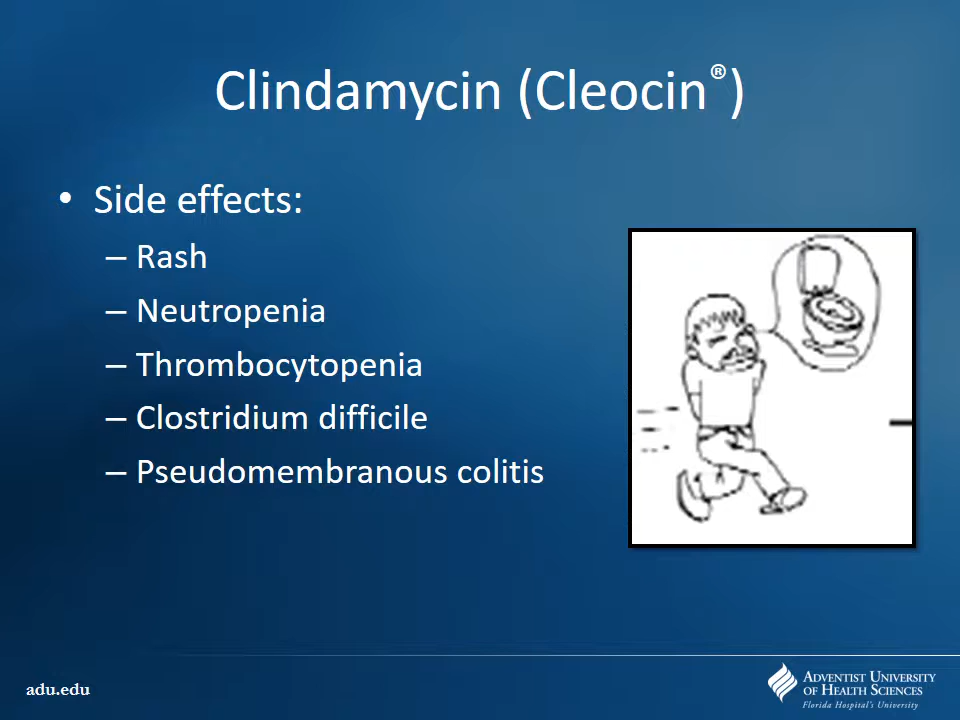 Clindamycin (Cleocin®)
• Side effects:
– Rash
– Neutropenia
– Thrombocytopenia
– Clostridium difficile
– Pseudomembranous colitis
adu.edu
ADVENTIST UNIVERSITY
OF HEALTH SCIENCES
Florida Hospital's University